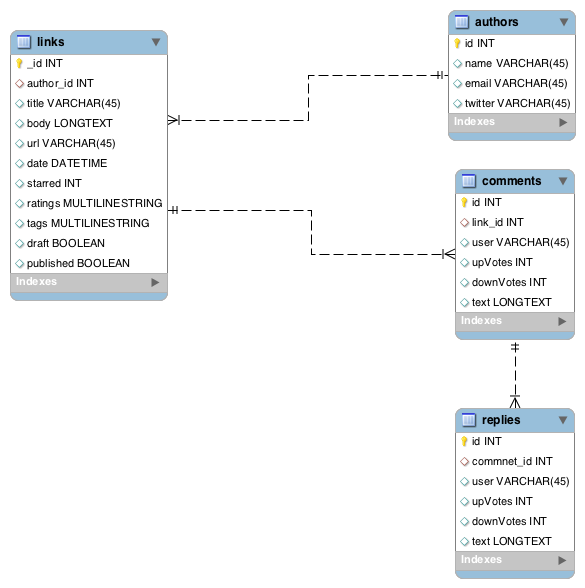 links
_id INT
author_id INT
title VARCHAR(45)
body LONGTEXT
url VARCHAR(45)
date DATETIME
starred INT
ratings MULTILINESTRING
tags MULTILINESTRING
draft BOOLEAN
published BOOLEAN
Indexes
authors
id INT
name VARCHAR(45)
email VARCHAR(45)
twitter VARCHAR(45)
Indexes
comments
id INT
link_id INT
user VARCHAR(45)
upVotes INT
downVotes INT
text LONGTEXT
Indexes
replies
id INT
commnet_id INT
user VARCHAR(45)
upVotes INT
downVotes INT
text LONGTEXT
Indexes